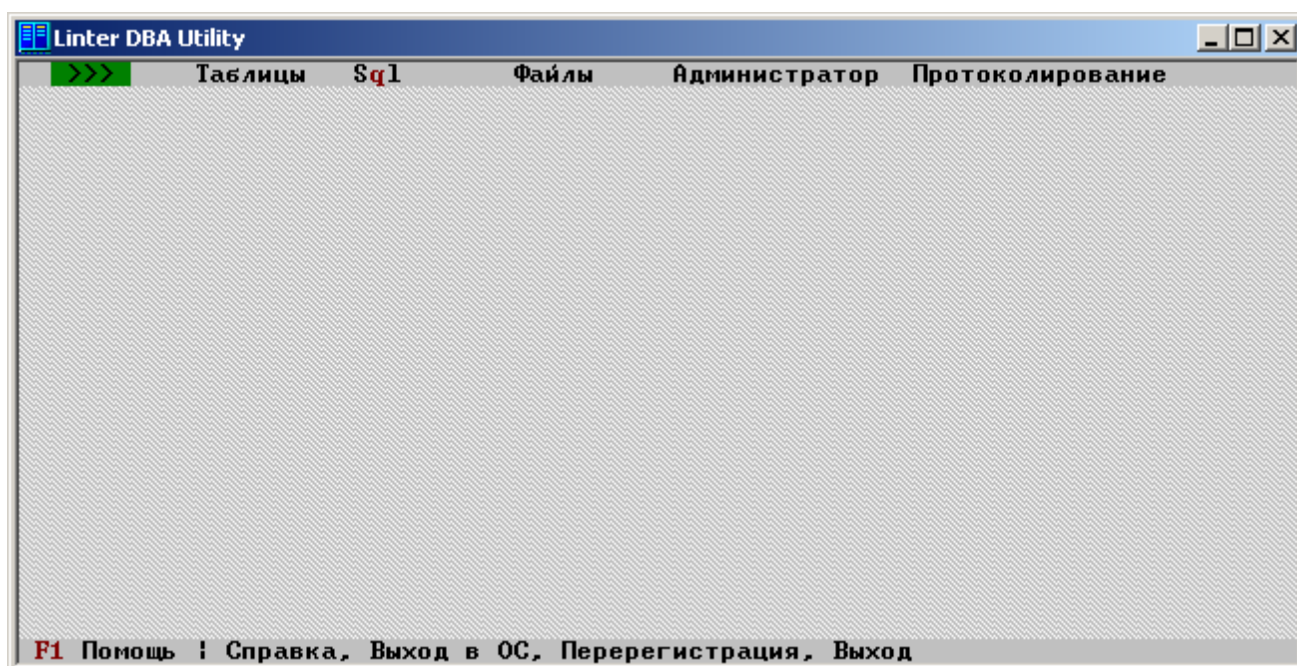 Linter DBA Utility
>>> Таблицы Sql Файлы Администратор Протоколирование
F1 Помощь ¦ Справка, Выход в ОС, Перерегистрация, Выход